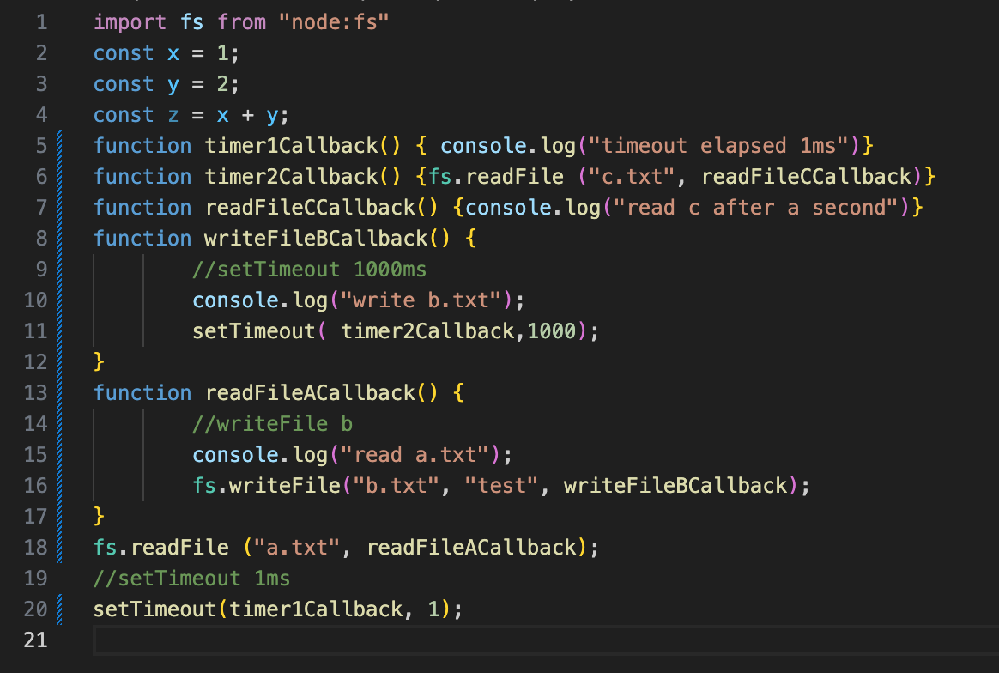 1 import fs from "node:fs"
2 const x = 1;
3 const y = 2;
4 const z = x + y;
5 function timer1Callback() { console.log("timeout elapsed 1ms")}
6 function timer2Callback() {fs.readFile ("c.txt", readFileCCallback)}
7 function readFileCCallback() {console.log("read c after a second")}
8 function writeFileBCallback() {
9 //setTimeout 1000ms
10 console.log("write b.txt");
11 setTimeout( timer2Callback,1000);
12 }
13 function readFileACallback() {
14 //writeFile b
15 console.log("read a.txt");
16 fs.writeFile("b.txt", "test", writeFileBCallback);
17 }
18 fs.readFile ("a.txt", readFileACallback);
19 //setTimeout 1ms
20 setTimeout(timer1Callback, 1);
21